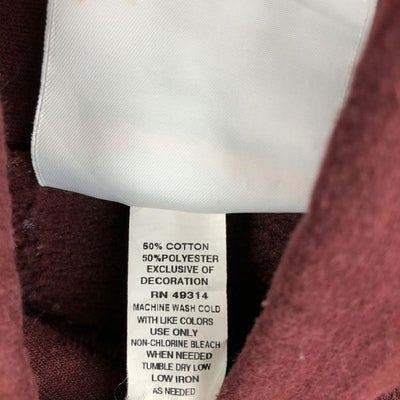 50% COTTON
50%POLYESTER
EXCLUSIVE OF
DECORATION
RN 49314
MACHINE WASH COLD
WITH LIKE COLORS
USE ONLY
NON-CHLORINE BLEACH
WHEN NEEDED
TUMBLE DRY LOW
LOW IRON
AS NEEDED